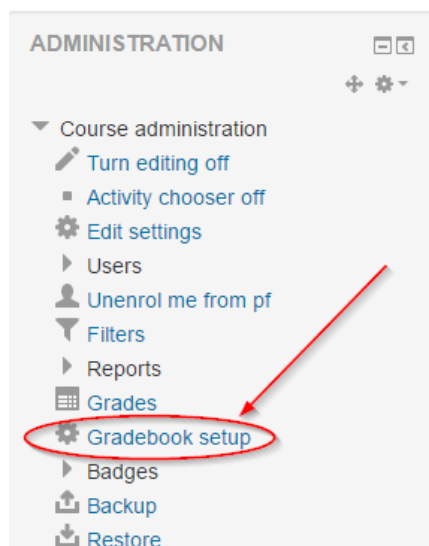 ADMINISTRATION
Course administration
Turn editing off
Activity chooser off
Edit settings
Users
Unenrol me from pf
Filters
Reports
Grades
Gradebook setup
Badges
Backup
Restore